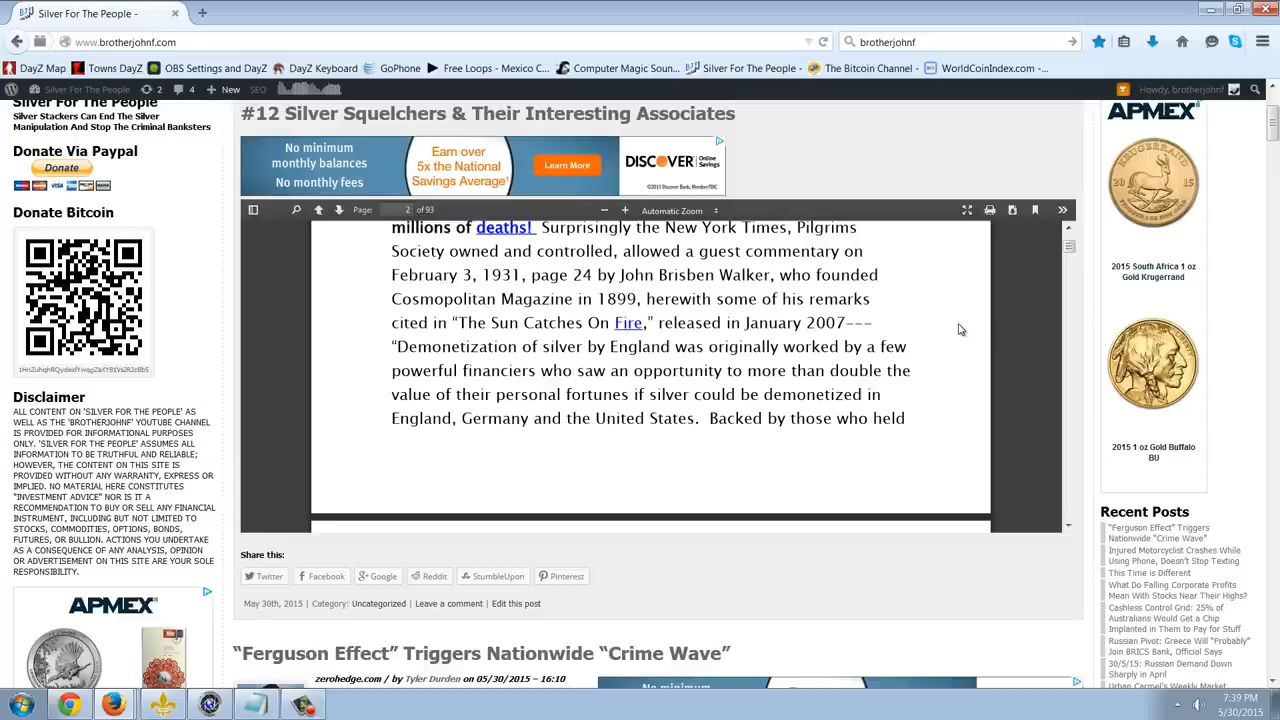 Silver For The People -
www.brotherjohnf.com
brotherjohnf
DayZ Map
Towns DayZ
OBS Settings and DayZ
DayZ Keyboard
GoPhone
Free Loops - Mexico C...
Computer Magic Soun...
Silver For The People -
The Bitcoin Channel -
WorldCoinIndex.com -...
Silver For The People
2
4
New
SEO
Howdy, brotherjohnf
Silver For The People
Silver Stackers Can End The Silver
Manipulation And Stop The Criminal Banksters
Donate Via Paypal
Donate
Donate Bitcoin
Disclaimer
ALL CONTENT ON 'SILVER FOR THE PEOPLE' AS
WELL AS THE 'BROTHERJOHNF' YOUTUBE CHANNEL
IS PROVIDED FOR INFORMATIONAL PURPOSES
ONLY. 'SILVER FOR THE PEOPLE' ASSUMES ALL
INFORMATION TO BE TRUTHFUL AND RELIABLE;
HOWEVER, THE CONTENT ON THIS SITE IS
PROVIDED WITHOUT ANY WARRANTY, EXPRESS OR
IMPLIED. NO MATERIAL HERE CONSTITUTES
"INVESTMENT ADVICE" NOR IS IT A
RECOMMENDATION TO BUY OR SELL ANY FINANCIAL
INSTRUMENT, INCLUDING BUT NOT LIMITED TO
STOCKS, COMMODITIES, OPTIONS, BONDS,
FUTURES, OR BULLION. ACTIONS YOU UNDERTAKE
AS A CONSEQUENCE OF ANY ANALYSIS, OPINION
OR ADVERTISEMENT ON THIS SITE ARE YOUR SOLE
RESPONSIBILITY.
APMEX
#12 Silver Squelchers & Their Interesting Associates
No minimum
monthly balances
No monthly fees
Earn over
5x the National
Savings Average
Learn More
DISCOVER Online Savings
©2015 Discover Bank, Member FDIC
Page: 2 of 93
Automatic Zoom
millions of deaths! Surprisingly the New York Times, Pilgrims
Society owned and controlled, allowed a guest commentary on
February 3, 1931, page 24 by John Brisben Walker, who founded
Cosmopolitan Magazine in 1899, herewith some of his remarks
cited in “The Sun Catches On Fire,” released in January 2007---
“Demonetization of silver by England was originally worked by a few
powerful financiers who saw an opportunity to more than double the
value of their personal fortunes if silver could be demonetized in
England, Germany and the United States.  Backed by those who held
Share this:
Twitter
Facebook
Google
Reddit
StumbleUpon
Pinterest
May 30th, 2015 | Category: Uncategorized | Leave a comment | Edit this post
“Ferguson Effect” Triggers Nationwide “Crime Wave”
zerohedge.com / by Tyler Durden on 05/30/2015 – 16:10
No minimum
APMEX
2015 South Africa 1 oz
Gold Krugerrand
2015 1 oz Gold Buffalo
BU
Recent Posts
“Ferguson Effect” Triggers
Nationwide “Crime Wave”
Injured Motorcyclist Crashes While
Using Phone, Doesn't Stop Texting
This Time is Different
What Do Falling Corporate Profits
Mean With Stocks Near Their Highs?
Cashless Control Grid: 25% of
Australians Would Get a Chip
Implanted in Them to Pay for Stuff
Russian Pivot: Greece Will “Probably”
Join BRICS Bank, Official Says
30/5/15: Russian Demand Down
Sharply in April
Urban Carmel's Weekly Market
7:39 PM
5/30/2015